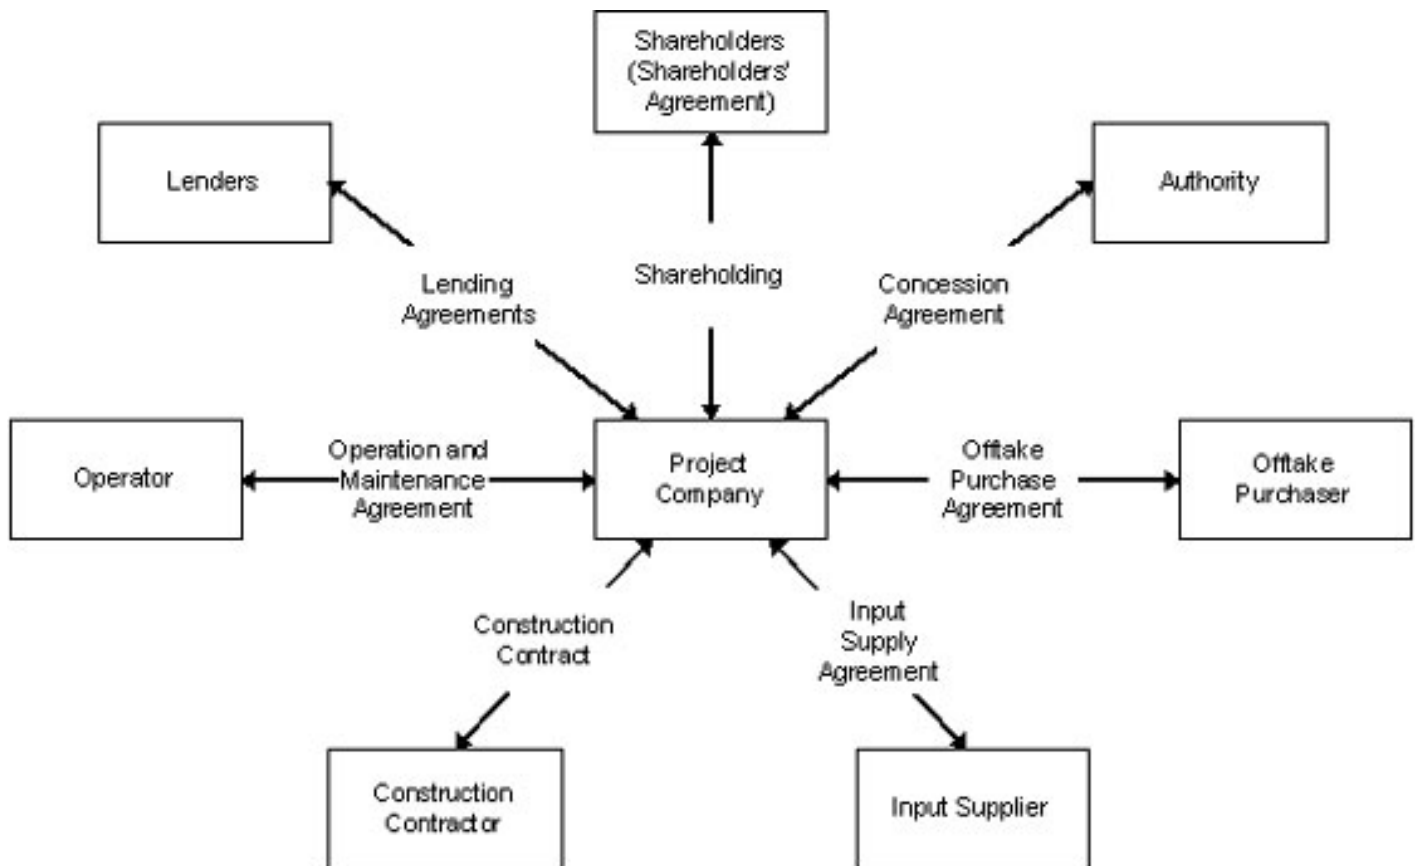 Shareholders
(Shareholders'
Agreement)
Lenders
Authority
Shareholding
Lending
Agreements
Concession
Agreement
Operator
Operation and
Maintenance
Agreement
Project
Company
Offtake
Purchase
Agreement
Offtake
Purchaser
Construction
Contract
Input
Supply
Agreement
Construction
Contractor
Input Supplier